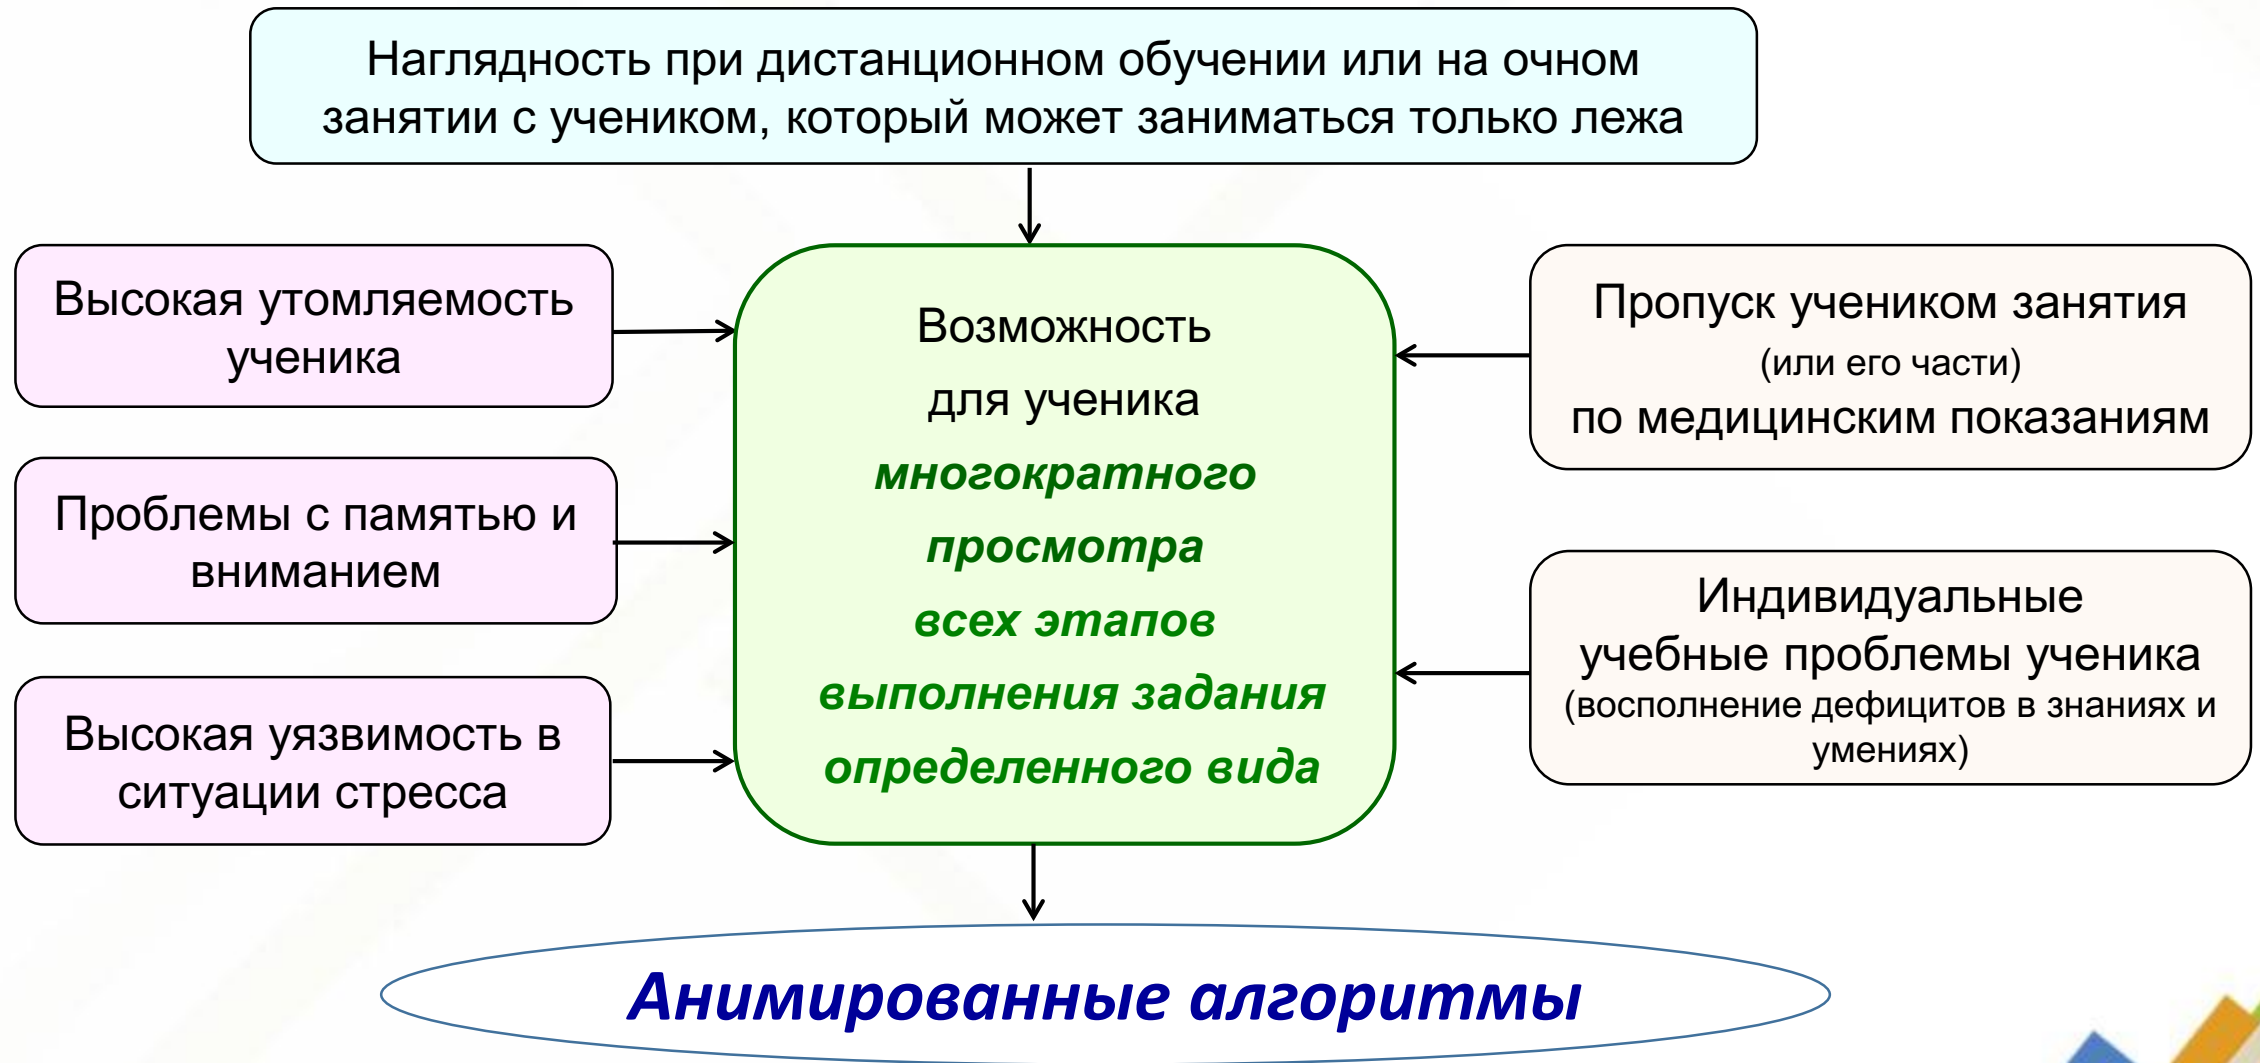 Наглядность при дистанционном обучении или на очном
занятии с учеником, который может заниматься только лежа
Высокая утомляемость
ученика
Проблемы с памятью и
вниманием
Высокая уязвимость в
ситуации стресса
Возможность
для ученика
многократного
просмотра
всех этапов
выполнения задания
определенного вида
Пропуск учеником занятия
(или его части)
по медицинским показаниям
Индивидуальные
учебные проблемы ученика
(восполнение дефицитов в знаниях и
умениях)
Анимированные алгоритмы